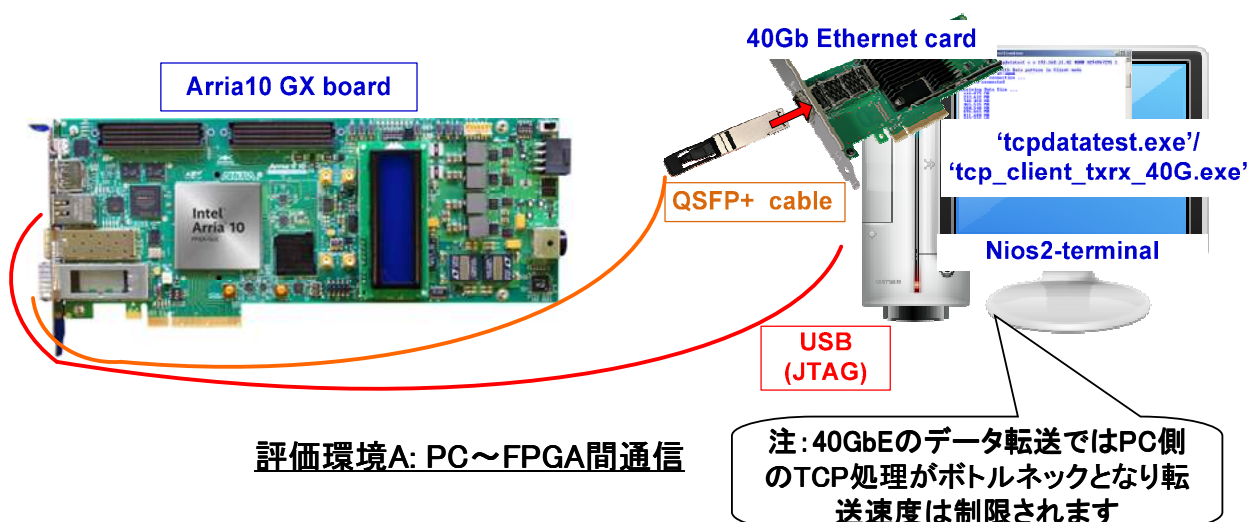 40Gb Ethernet card
Arria10 GX board
Intel
Arria 10
'tcpdatatest.exe'/
'tcp_client_txrx_40G.exe'
QSFP+ cable
Nios2-terminal
USB
(JTAG)
評価環境A: PC～FPGA間通信
注:40GbEのデータ転送ではPC側
のTCP処理がボトルネックとなり転
送速度は制限されます